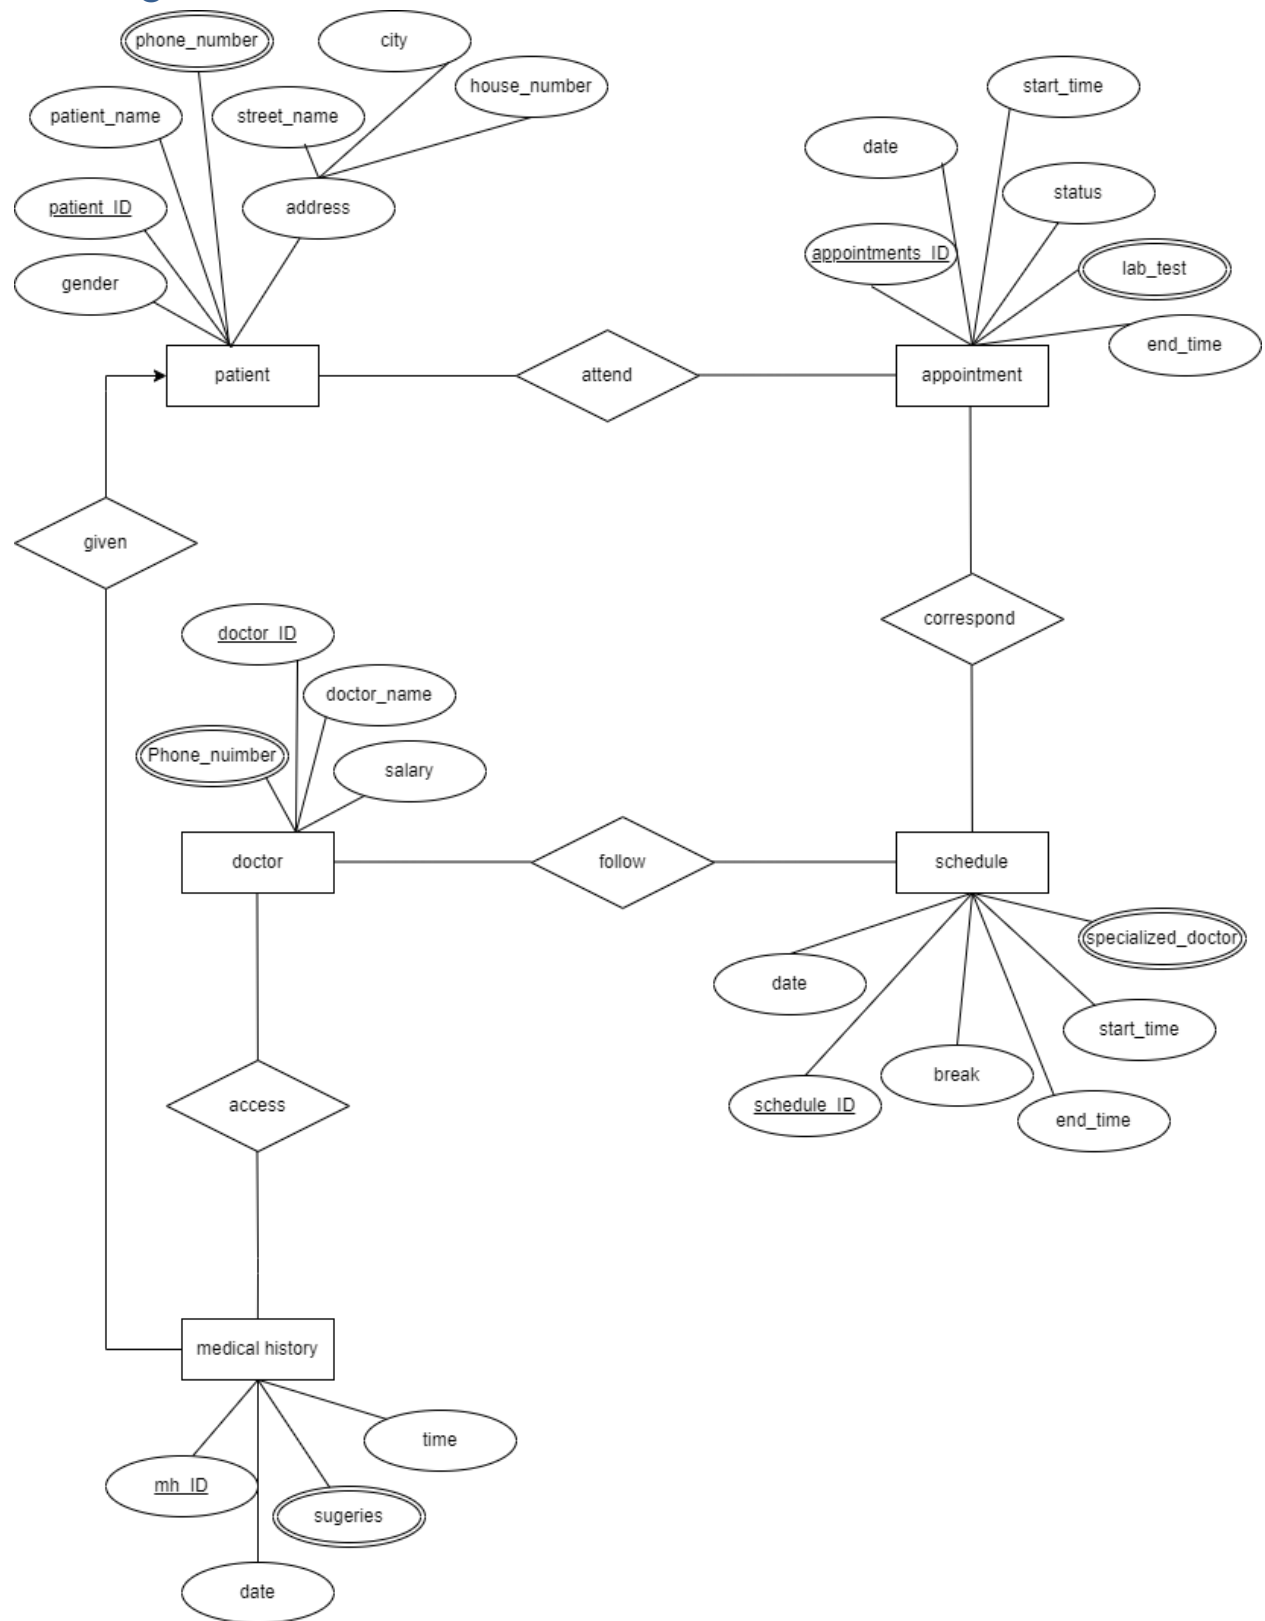 phone_number
city
house_number
patient_name
street_name
patient_ID
address
gender
start_time
date
status
appointments_ID
lab_test
end_time
patient
attend
appointment
given
correspond
doctor_ID
doctor_name
Phone_nuimber
salary
doctor
follow
schedule
specialized_doctor
date
start_time
break
schedule_ID
end_time
access
medical history
time
mh_ID
sugeries
date